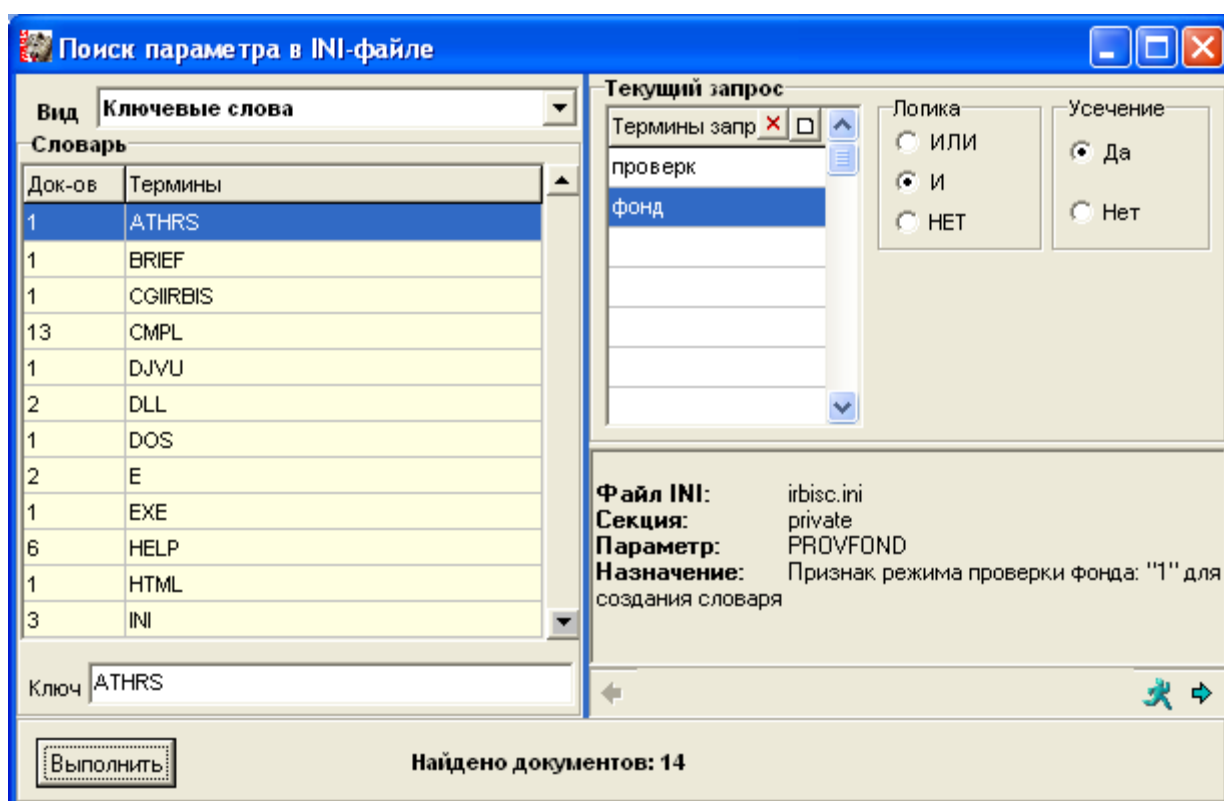 Поиск параметра в INI-файле
Вид Ключевые слова
Словарь
Док-ов Термины
1 ATHRS
1 BRIEF
1 CGIIRBIS
13 CMPL
1 DJVU
2 DLL
1 DOS
2 E
1 EXE
6 HELP
1 HTML
3 INI
Ключ ATHRS
Текущий запрос
Термины запр
проверк
фонд
Логика
ИЛИ
И
НЕТ
Усечение
Да
Нет
Файл INI: irbisc.ini
Секция: private
Параметр: PROVFOND
Назначение: Признак режима проверки фонда: "1" для
создания словаря
Выполнить Найдено документов: 14